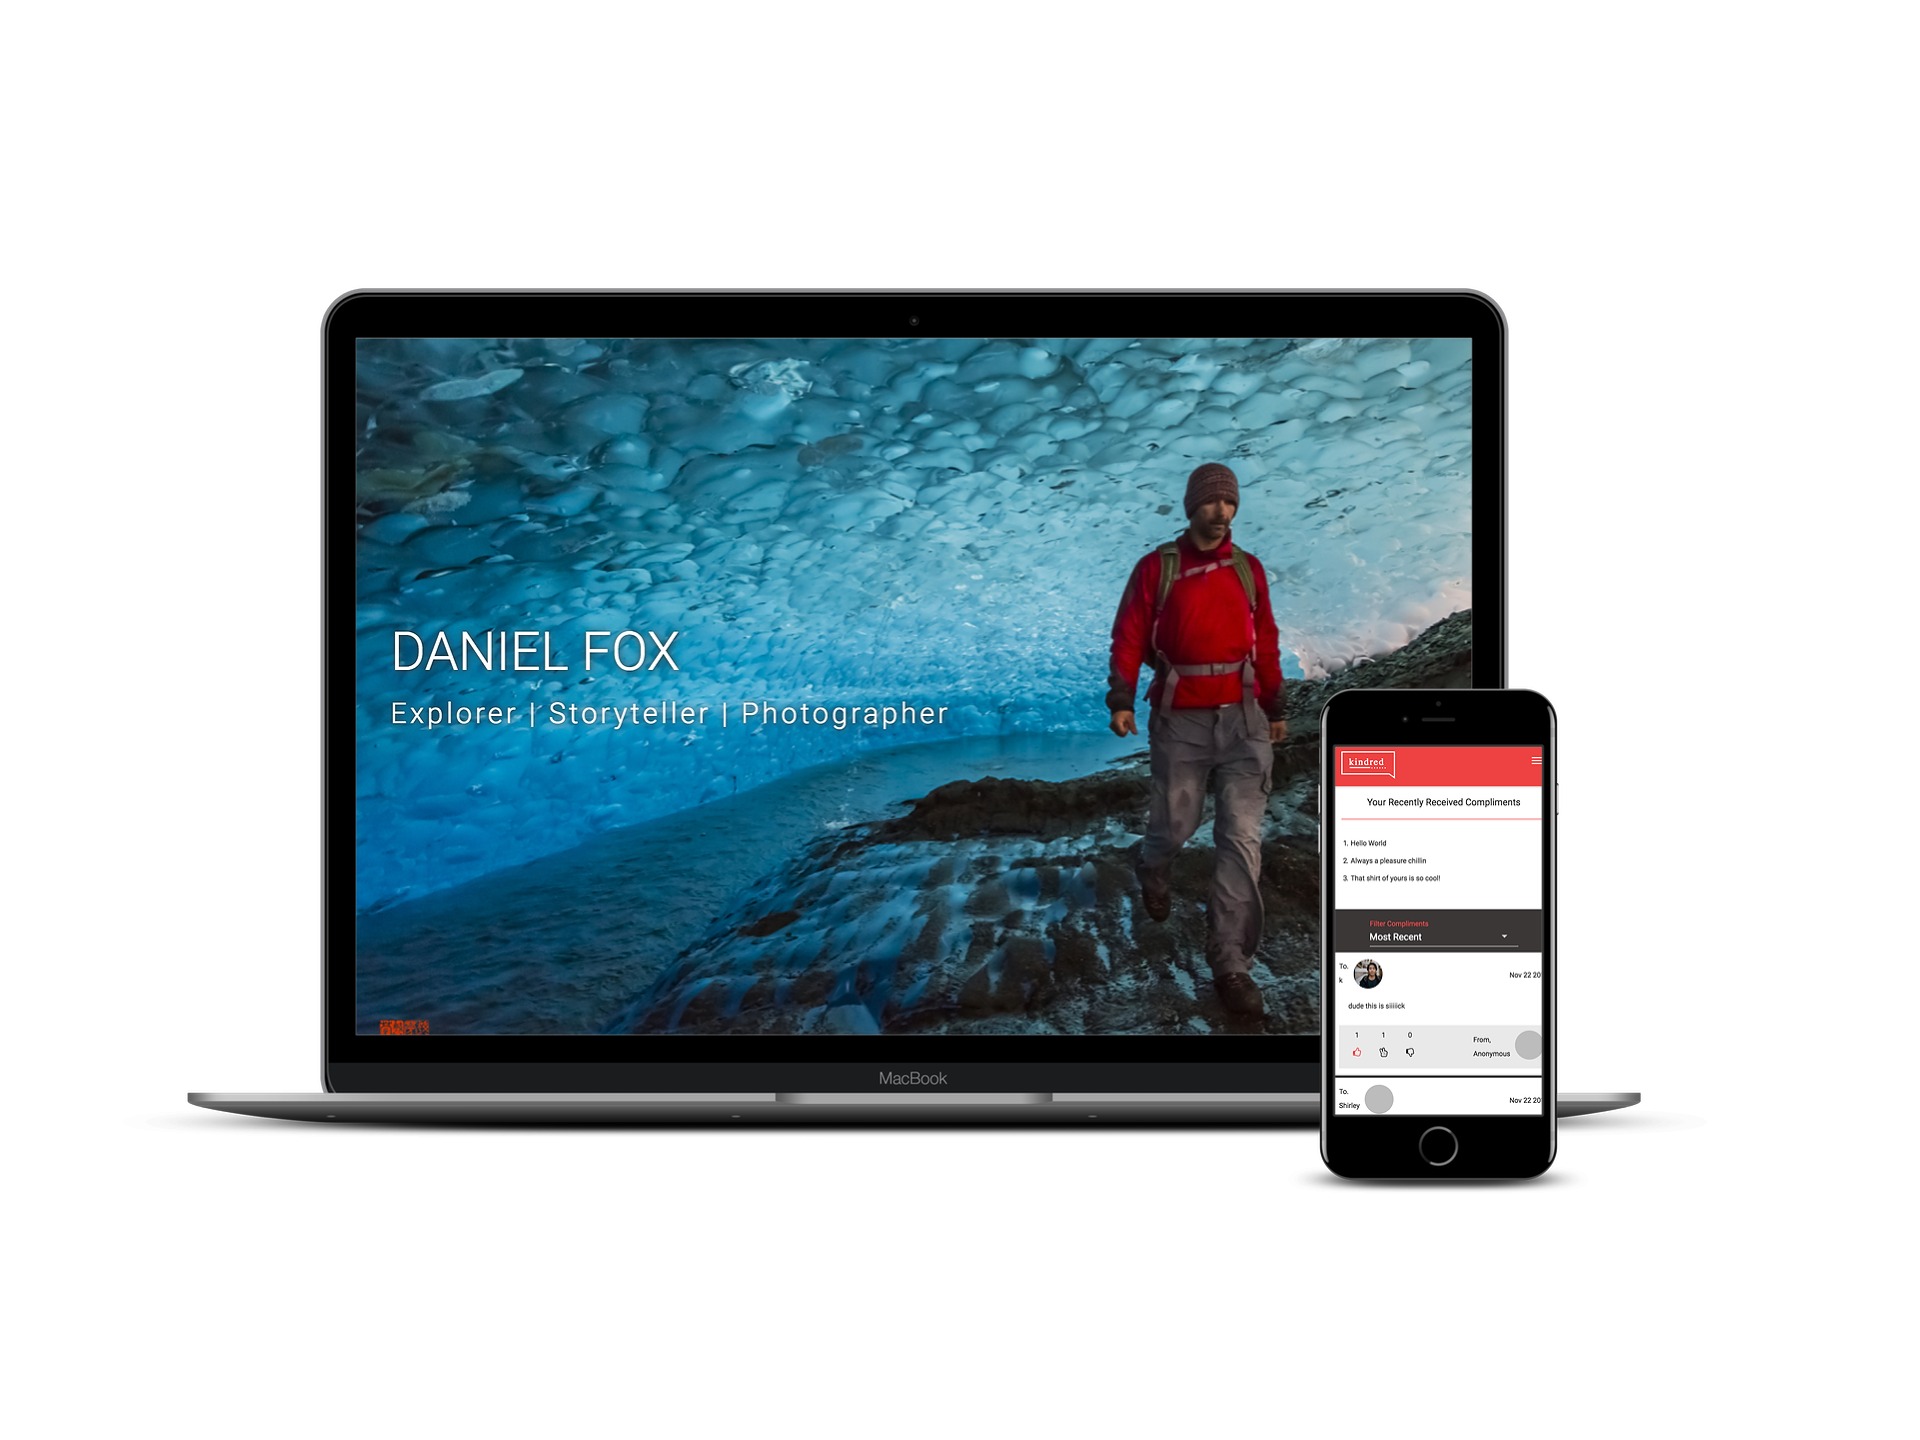 DANIEL FOX
Explorer | Storyteller | Photographer
MacBook
kindred
Your Recently Received Compliments
1. Hello World
2. Always a pleasure chillin
3. That shirt of yours is so cool!
Filter Compliments
Most Recent
To.
k
Nov 22 20
dude this is siiiiick
1 1 0
From,
Anonymous
To.
Shirley
Nov 22 20